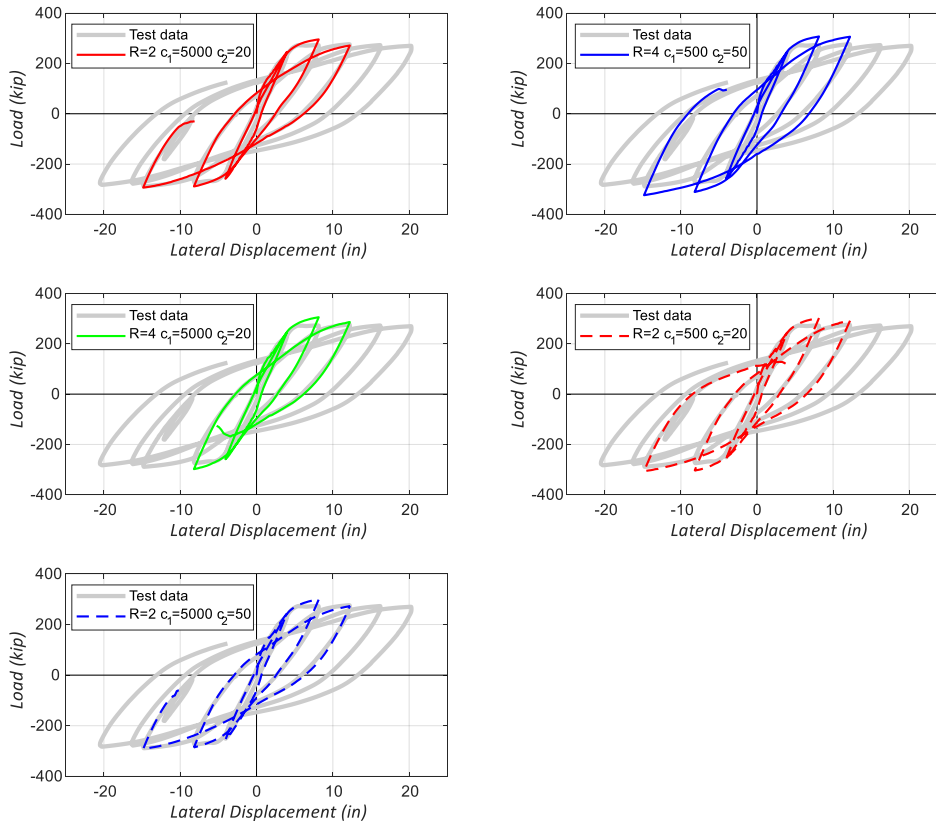 400
200
0
-200
-400
Load (kip)
Test data
R=2 c1=5000 c2=20
-20 -10 0 10 20
Lateral Displacement (in)
400
200
0
-200
-400
Load (kip)
Test data
R=4 c1=500 c2=50
-20 -10 0 10 20
Lateral Displacement (in)
400
200
0
-200
-400
Load (kip)
Test data
R=4 c1=5000 c2=20
-20 -10 0 10 20
Lateral Displacement (in)
400
200
0
-200
-400
Load (kip)
Test data
R=2 c1=500 c2=20
-20 -10 0 10 20
Lateral Displacement (in)
400
200
0
-200
-400
Load (kip)
Test data
R=2 c1=5000 c2=50
-20 -10 0 10 20
Lateral Displacement (in)